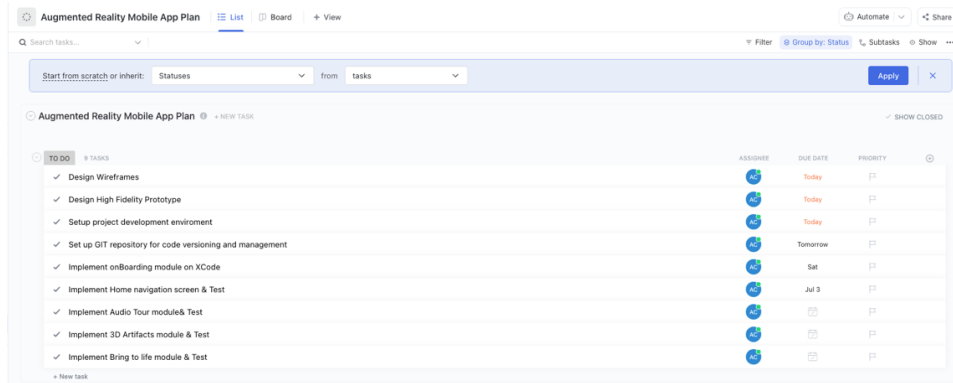 Augmented Reality Mobile App Plan List Board + View Automate Share
Search tasks... Filter Group by: Status Subtasks Show
Start from scratch or inherit: Statuses from tasks Apply
Augmented Reality Mobile App Plan + NEW TASK SHOW CLOSED
TO DO 9 TASKS ASSIGNEE DUE DATE PRIORITY
Design Wireframes AC Today
Design High Fidelity Prototype AC Today
Setup project development enviroment AC Today
Set up GIT repository for code versioning and management AC Tomorrow
Implement onBoarding module on XCode AC Sat
Implement Home navigation screen & Test AC Jul 3
Implement Audio Tour module& Test AC
Implement 3D Artifacts module & Test AC
Implement Bring to life module & Test AC
+ New task